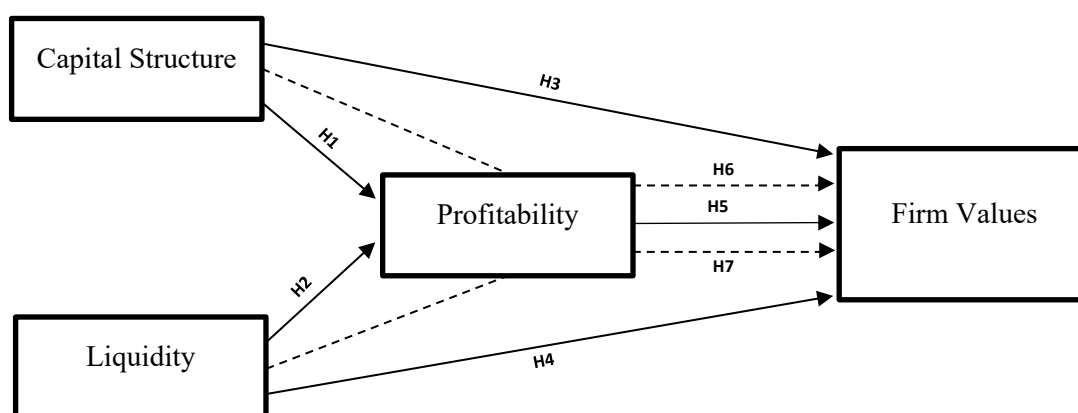 Capital Structure
H3
H1
H6
Profitability
H5
Firm Values
H7
H2
Liquidity
H4